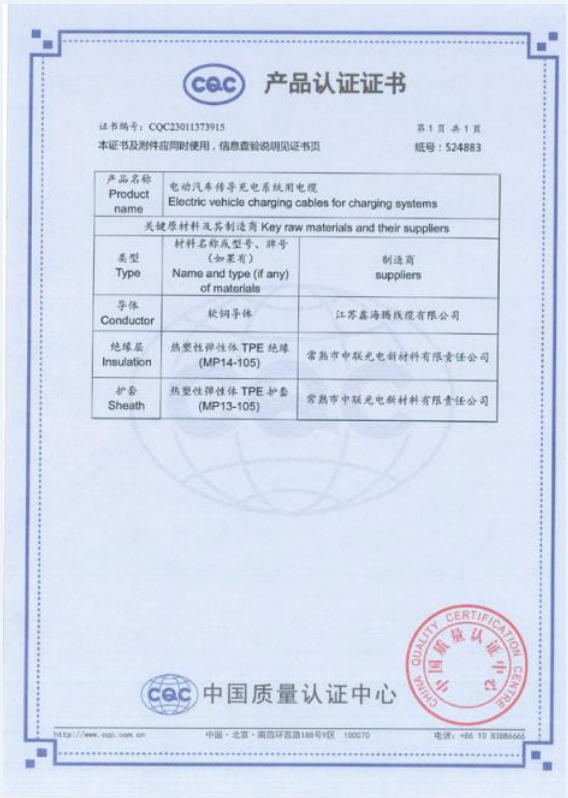 CQC 产品认证证书
证书编号：CQC23011373915 第1页 共1页
本证书及附件应同时使用，信息查验说明见证书页 纸号：524883
产品名称
Product name
电动汽车传导充电系统用电缆
Electric vehicle charging cables for charging systems
关键原材料及其制造商 Key raw materials and their suppliers
类型
Type
材料名称或型号、牌号
（如果有）
Name and type (if any)
of materials
制造商
suppliers
导体
Conductor
软铜导体
江苏鑫海腾线缆有限公司
绝缘层
Insulation
热塑性弹性体 TPE 绝缘
(MP14-105)
常熟市中联光电新材料有限责任公司
护套
Sheath
热塑性弹性体 TPE 护套
(MP13-105)
常熟市中联光电新材料有限责任公司
CQC
CQC 中国质量认证中心
CHINA QUALITY CERTIFICATION CENTRE
中国质量认证中心
http://www.cqc.com.cn 中国·北京·南四环西路188号9区 100070 电话：+86 10 83886666